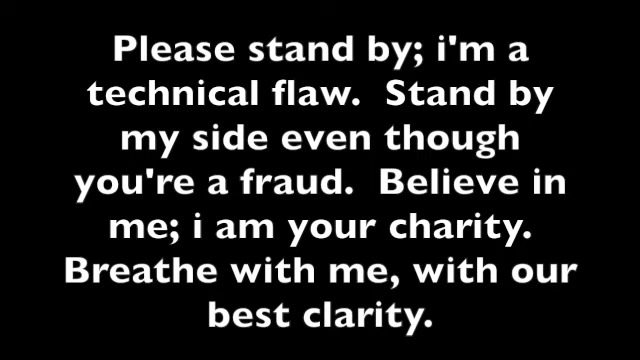 Please stand by; i'm a
technical flaw.  Stand by
my side even though
you're a fraud.  Believe in
me; i am your charity.
Breathe with me, with our
best clarity.